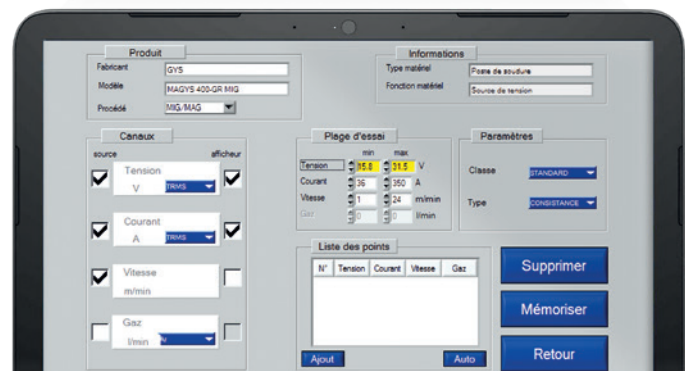 Produit
Fabricant GYS
Modèle MAGYS 400-GR MIG
Procédé MIG/MAG
Informations
Type matériel Poste de soudure
Fonction matériel Source de tension
Canaux
source afficheur
Tension
V TRMS
Courant
A TRMS
Vitesse
m/min
Gaz
l/min
Plage d'essai
min max
Tension 15.8 31.5 V
Courant 36 350 A
Vitesse 1 24 m/min
Gaz 0 0 l/min
Paramètres
Classe STANDARD
Type CONSISTANCE
Liste des points
N° Tension Courant Vitesse Gaz
Ajout Auto
Supprimer
Mémoriser
Retour